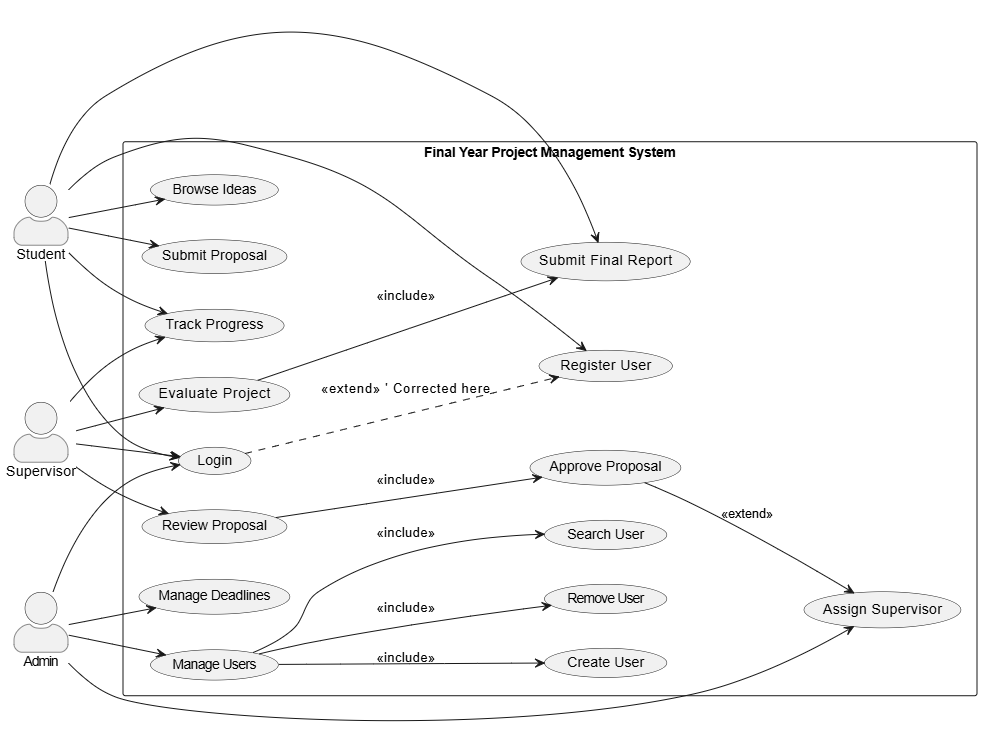 Final Year Project Management System
Browse Ideas
Submit Proposal
Student
Submit Final Report
«include»
Track Progress
Register User
Evaluate Project
«extend» ' Corrected here
Supervisor
Login
Approve Proposal
«include»
Review Proposal
«extend»
«include»
Search User
Manage Deadlines
Remove User
«include»
Assign Supervisor
Admin
Manage Users
«include»
Create User